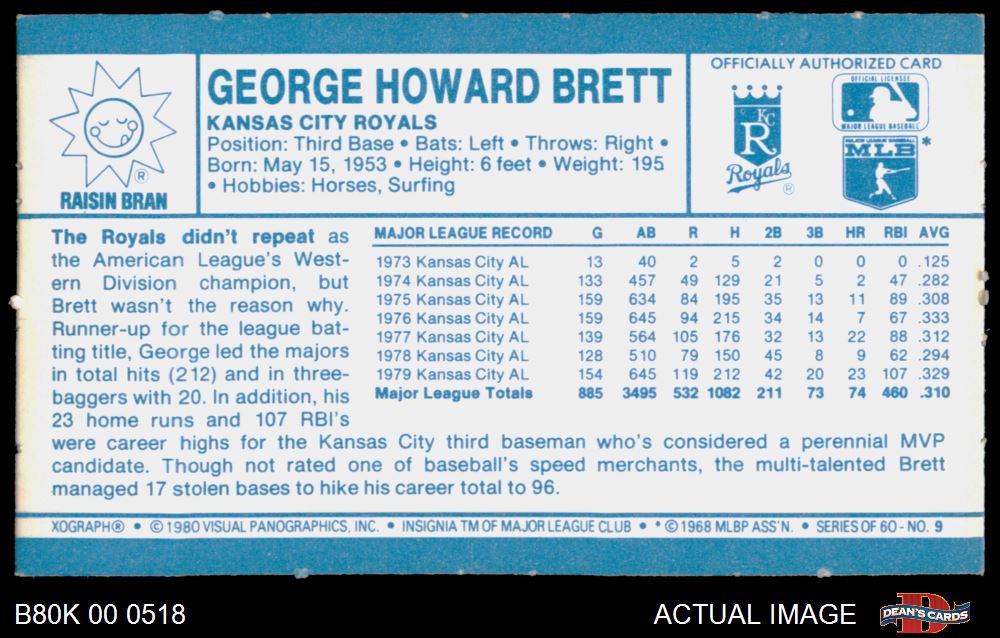 GEORGE HOWARD BRETT
KANSAS CITY ROYALS
Position: Third Base • Bats: Left • Throws: Right •
Born: May 15, 1953 • Height: 6 feet • Weight: 195
• Hobbies: Horses, Surfing
®
RAISIN BRAN
OFFICIALLY AUTHORIZED CARD
KC
R
Royals
®
OFFICIAL LICENSEE
MAJOR LEAGUE BASEBALL
MAJOR LEAGUE BASEBALL
MLB *
The Royals didn't repeat as
the American League's West-
ern Division champion, but
Brett wasn't the reason why.
Runner-up for the league bat-
ting title, George led the majors
in total hits (212) and in three-
baggers with 20. In addition, his
23 home runs and 107 RBI's
were career highs for the Kansas City third baseman who's considered a perennial MVP
candidate. Though not rated one of baseball's speed merchants, the multi-talented Brett
managed 17 stolen bases to hike his career total to 96.
MAJOR LEAGUE RECORD G AB R H 2B 3B HR RBI AVG
1973 Kansas City AL 13 40 2 5 2 0 0 0 .125
1974 Kansas City AL 133 457 49 129 21 5 2 47 .282
1975 Kansas City AL 159 634 84 195 35 13 11 89 .308
1976 Kansas City AL 159 645 94 215 34 14 7 67 .333
1977 Kansas City AL 139 564 105 176 32 13 22 88 .312
1978 Kansas City AL 128 510 79 150 45 8 9 62 .294
1979 Kansas City AL 154 645 119 212 42 20 23 107 .329
Major League Totals 885 3495 532 1082 211 73 74 460 .310
XOGRAPH® • © 1980 VISUAL PANOGRAPHICS, INC. • INSIGNIA TM OF MAJOR LEAGUE CLUB • * © 1968 MLBP ASS'N. • SERIES OF 60 - NO. 9
B80K 00 0518
ACTUAL IMAGE
DEAN'S CARDS